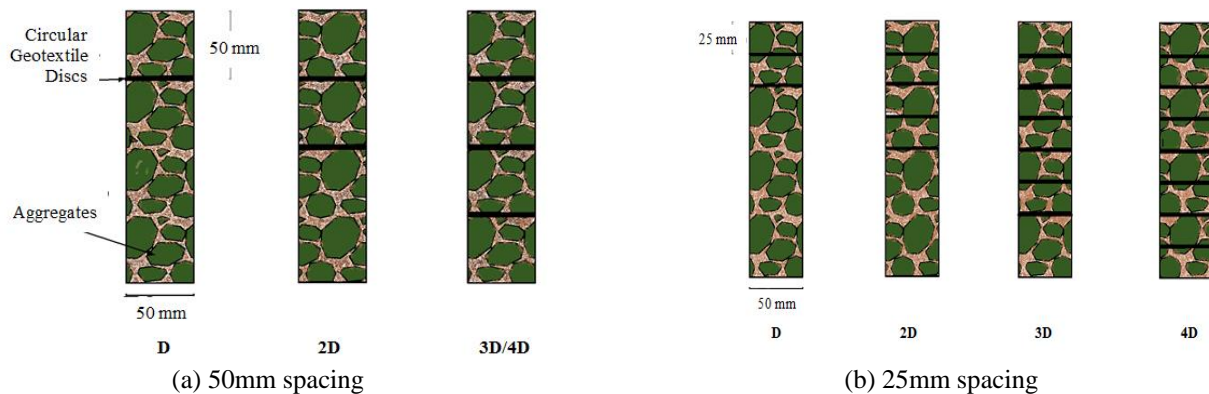 Circular
Geotextile
Discs
50 mm
Aggregates
50 mm
D
2D
3D/4D
(a) 50mm spacing
25 mm
50 mm
D
2D
3D
4D
(b) 25mm spacing